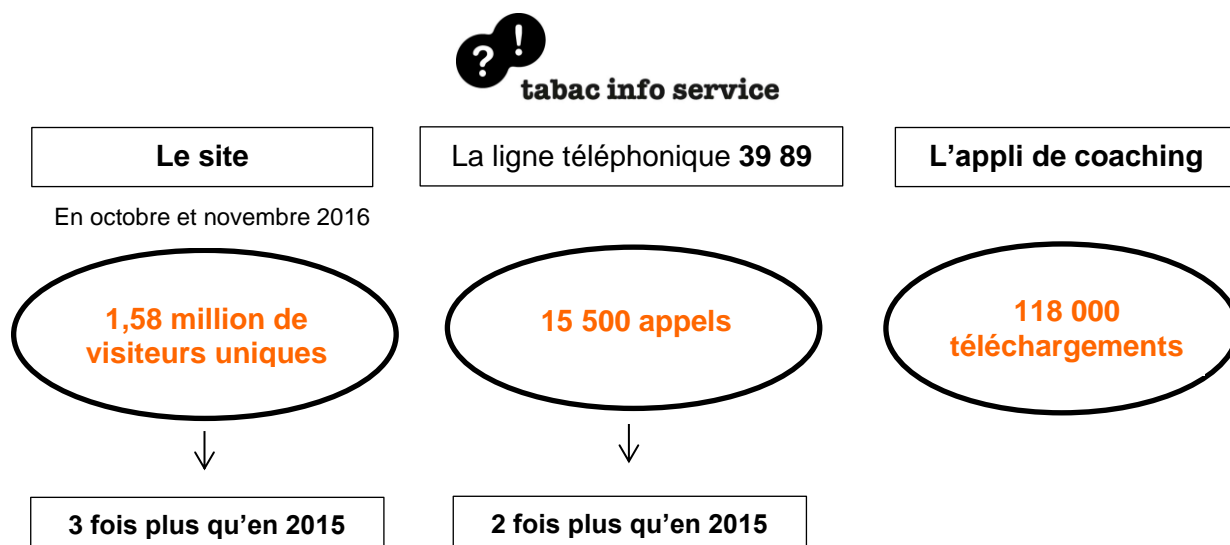 ? !
tabac info service
Le site
La ligne téléphonique 39 89
L'appli de coaching
En octobre et novembre 2016
1,58 million de
visiteurs uniques
15 500 appels
118 000
téléchargements
3 fois plus qu'en 2015
2 fois plus qu'en 2015